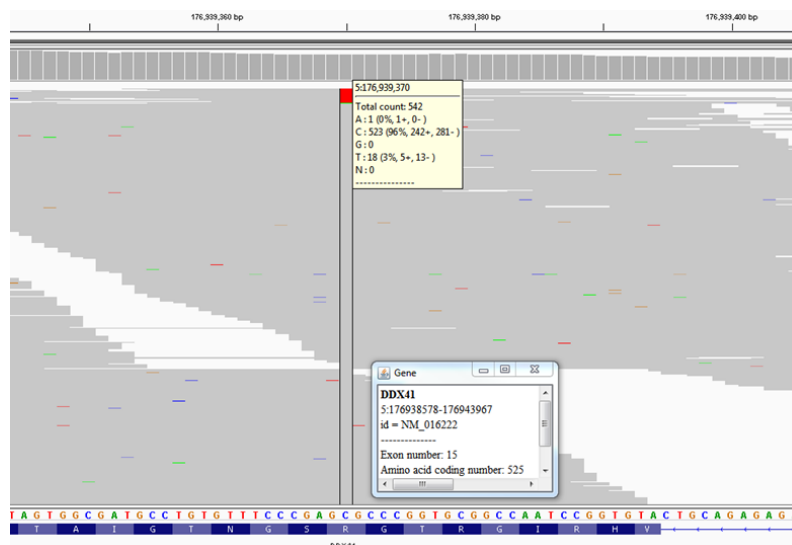 176,939,360 bp 176,939,380 bp 176,939,400 bp
5:176,939,370
Total count: 542
A : 1 (0%, 1+, 0- )
C : 523 (96%, 242+, 281- )
G : 0
T : 18 (3%, 5+, 13- )
N : 0
---------------
Gene
DDX41
5:176938578-176943967
id = NM_016222
--------------
Exon number: 15
Amino acid coding number: 525
TAGTGGCGATGCCTGTGTTTCCCGAGCGCCCGGTGCGGCCAATCCGGTGTACTGCAGAGAG
T A I G T N G S R G T R G I R H V